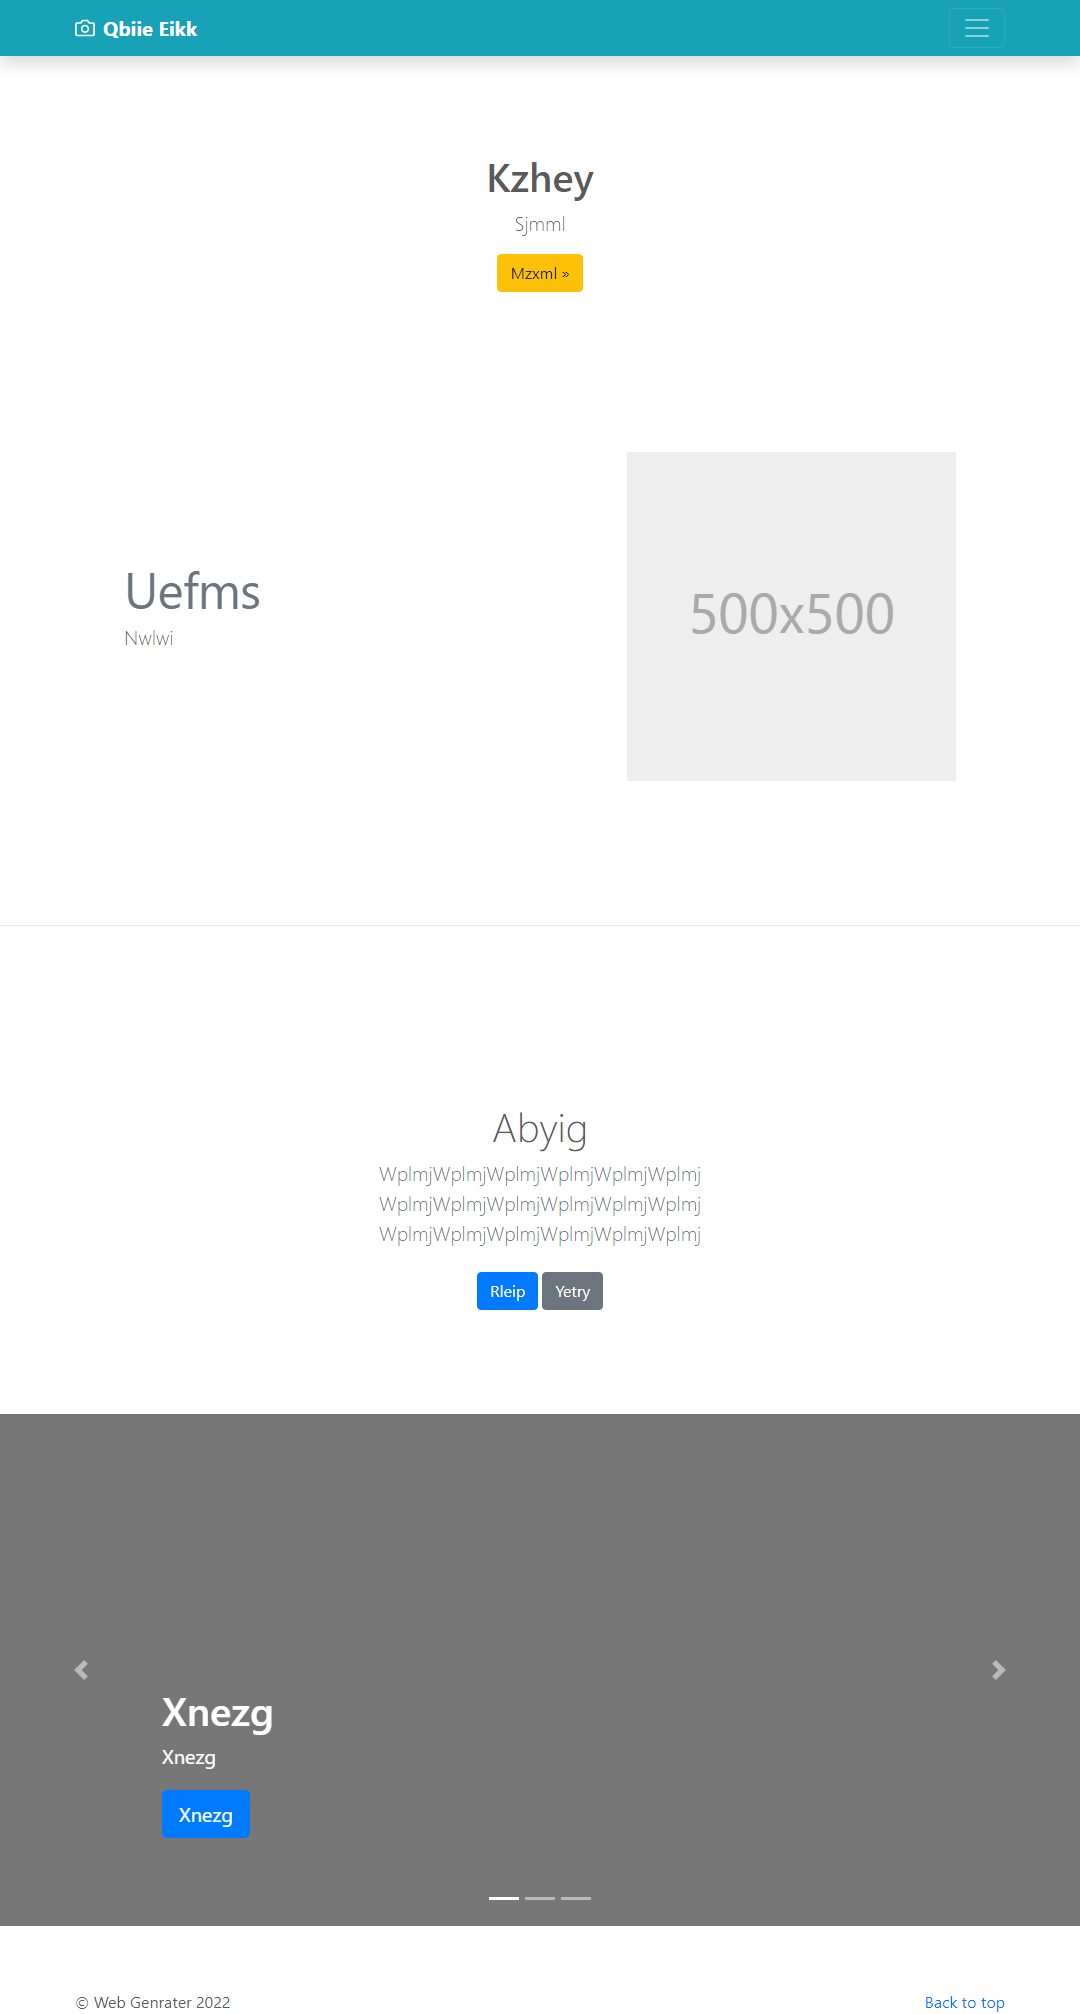 Qbiie Eikk
Kzhey
Sjmml
Mzxml »
Uefms
Nwlwi
500x500
Abyig
WplmjWplmjWplmjWplmjWplmjWplmj
WplmjWplmjWplmjWplmjWplmjWplmj
WplmjWplmjWplmjWplmjWplmjWplmj
Rleip Yetry
Xnezg
Xnezg
Xnezg
© Web Genrater 2022
Back to top